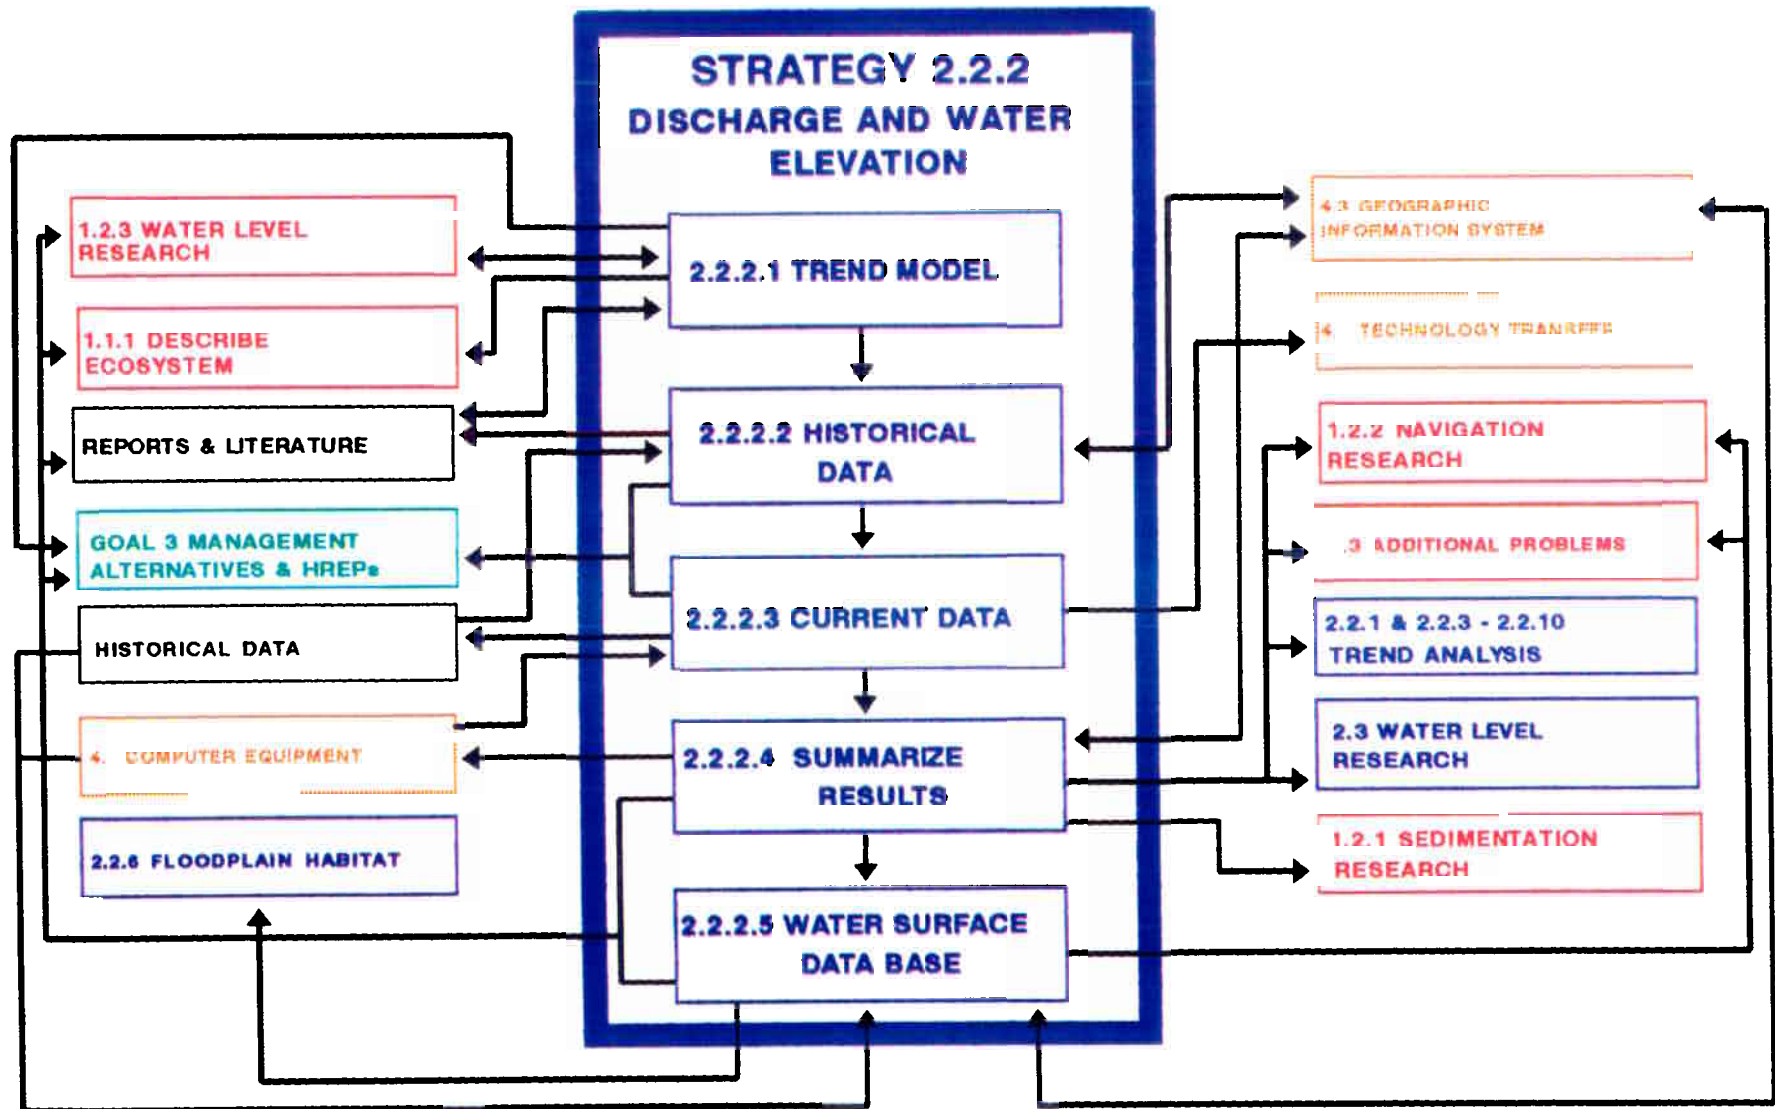 STRATEGY 2.2.2
DISCHARGE AND WATER
ELEVATION
1.2.3 WATER LEVEL
RESEARCH
1.1.1 DESCRIBE
ECOSYSTEM
REPORTS & LITERATURE
GOAL 3 MANAGEMENT
ALTERNATIVES & HREPs
HISTORICAL DATA
4. COMPUTER EQUIPMENT
2.2.6 FLOODPLAIN HABITAT
2.2.2.1 TREND MODEL
2.2.2.2 HISTORICAL
DATA
2.2.2.3 CURRENT DATA
2.2.2.4 SUMMARIZE
RESULTS
2.2.2.5 WATER SURFACE
DATA BASE
4.3 GEOGRAPHIC
INFORMATION SYSTEM
4. TECHNOLOGY TRANSFER
1.2.2 NAVIGATION
RESEARCH
.3 ADDITIONAL PROBLEMS
2.2.1 & 2.2.3 - 2.2.10
TREND ANALYSIS
2.3 WATER LEVEL
RESEARCH
1.2.1 SEDIMENTATION
RESEARCH